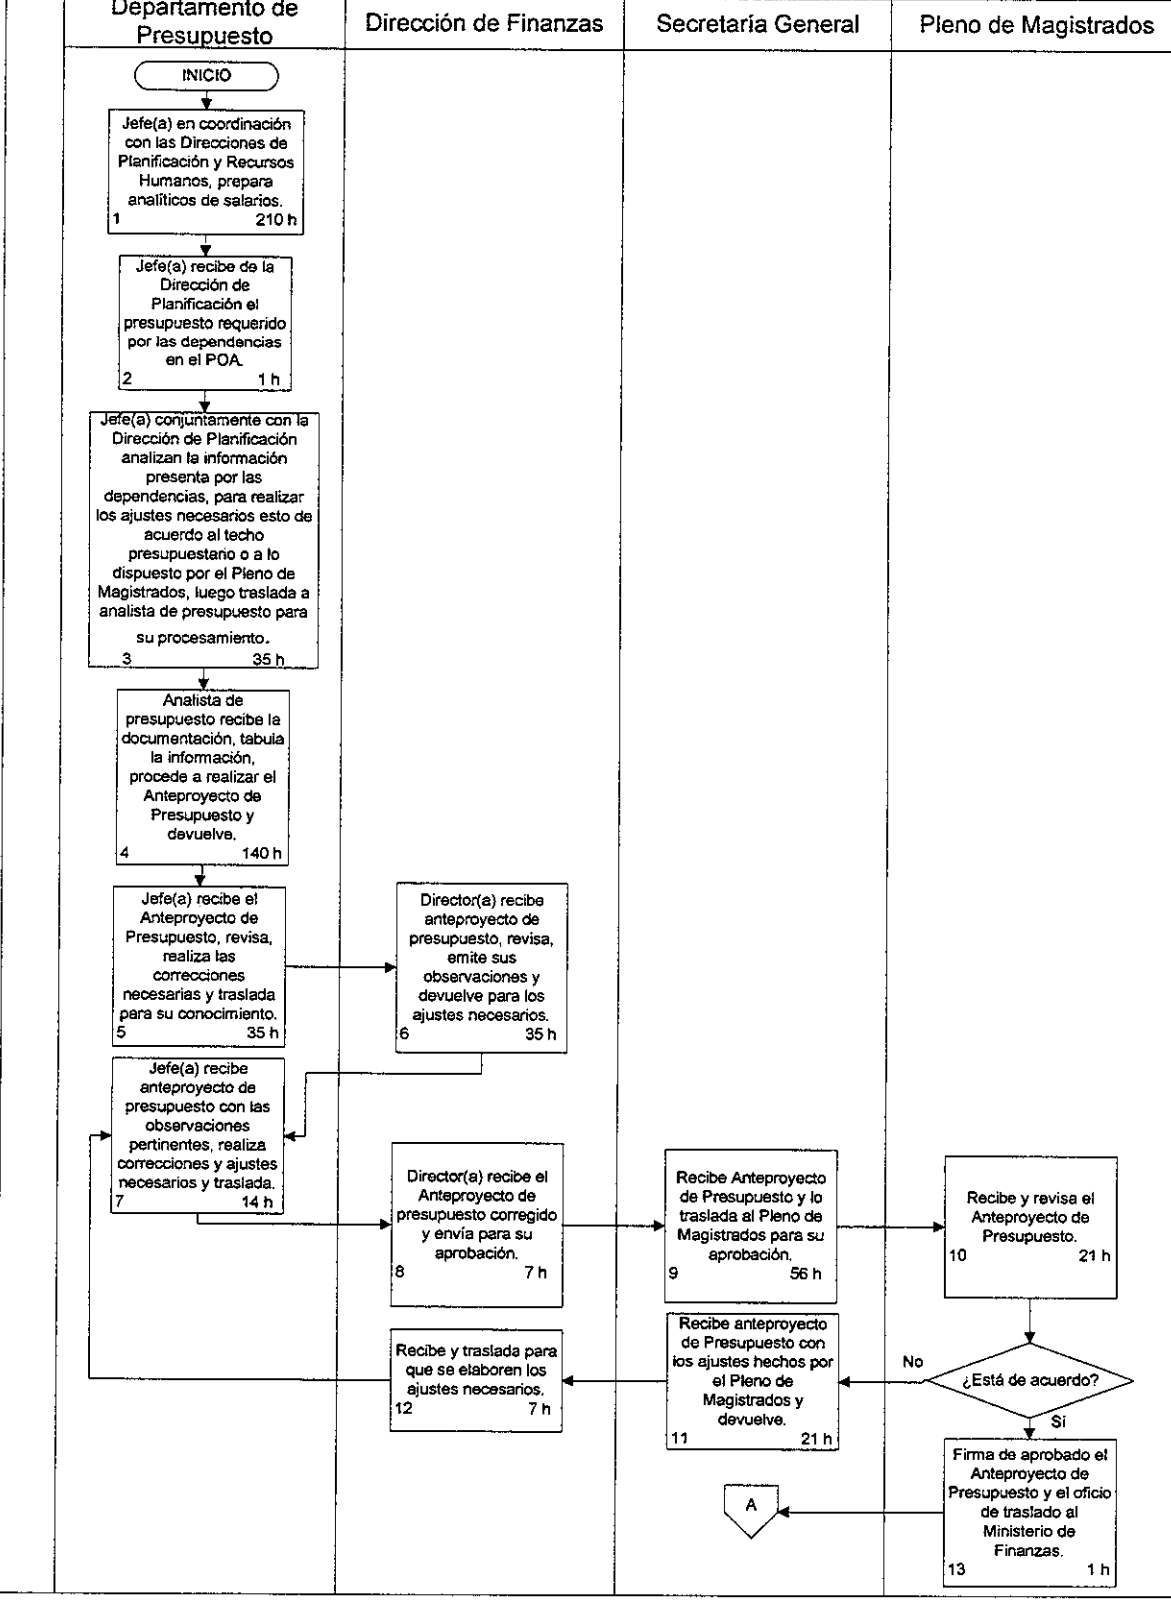 Departamento de
Presupuesto
Dirección de Finanzas
Secretaría General
Pleno de Magistrados
INICIO
Jefe(a) en coordinación
con las Direcciones de
Planificación y Recursos
Humanos, prepara
analíticos de salarios.
1 210 h
Jefe(a) recibe de la
Dirección de
Planificación el
presupuesto requerido
por las dependencias
en el POA.
2 1 h
Jefe(a) conjuntamente con la
Dirección de Planificación
analizan la información
presenta por las
dependencias, para realizar
los ajustes necesarios esto de
acuerdo al techo
presupuestario o a lo
dispuesto por el Pleno de
Magistrados, luego traslada a
analista de presupuesto para
su procesamiento.
3 35 h
Analista de
presupuesto recibe la
documentación, tabula
la información,
procede a realizar el
Anteproyecto de
Presupuesto y
devuelve.
4 140 h
Jefe(a) recibe el
Anteproyecto de
Presupuesto, revisa,
realiza las
correcciones
necesarias y traslada
para su conocimiento.
5 35 h
Director(a) recibe
anteproyecto de
presupuesto, revisa,
emite sus
observaciones y
devuelve para los
ajustes necesarios.
6 35 h
Jefe(a) recibe
anteproyecto de
presupuesto con las
observaciones
pertinentes, realiza
correcciones y ajustes
necesarios y traslada.
7 14 h
Director(a) recibe el
Anteproyecto de
presupuesto corregido
y envía para su
aprobación.
8 7 h
Recibe Anteproyecto
de Presupuesto y lo
traslada al Pleno de
Magistrados para su
aprobación.
9 56 h
Recibe y revisa el
Anteproyecto de
Presupuesto.
10 21 h
¿Está de acuerdo?
No
Sí
Recibe anteproyecto
de Presupuesto con
los ajustes hechos por
el Pleno de
Magistrados y
devuelve.
11 21 h
Recibe y traslada para
que se elaboren los
ajustes necesarios.
12 7 h
Firma de aprobado el
Anteproyecto de
Presupuesto y el oficio
de traslado al
Ministerio de
Finanzas.
13 1 h
A